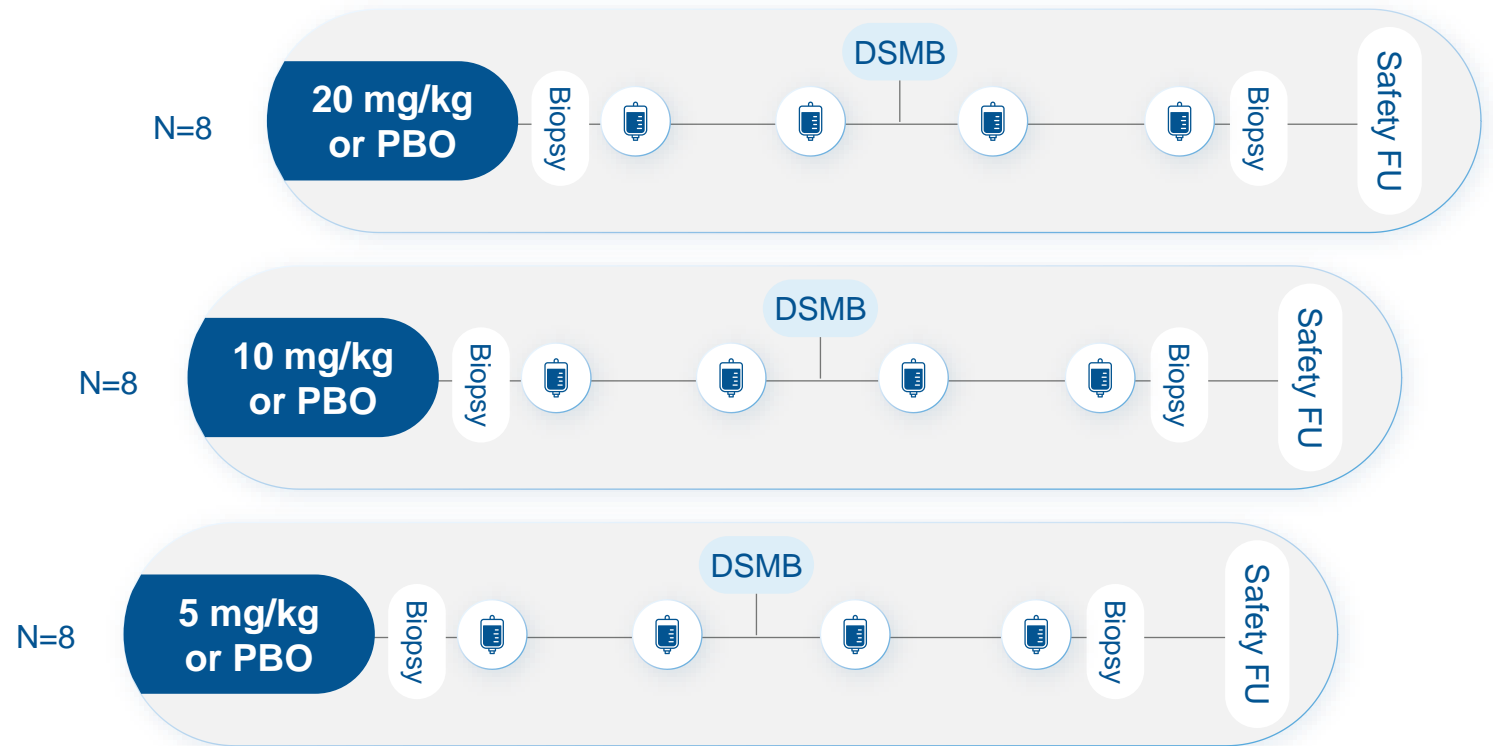 N=8
20 mg/kg
or PBO
Biopsy
DSMB
Biopsy
Safety FU
N=8
10 mg/kg
or PBO
Biopsy
DSMB
Biopsy
Safety FU
N=8
5 mg/kg
or PBO
Biopsy
DSMB
Biopsy
Safety FU